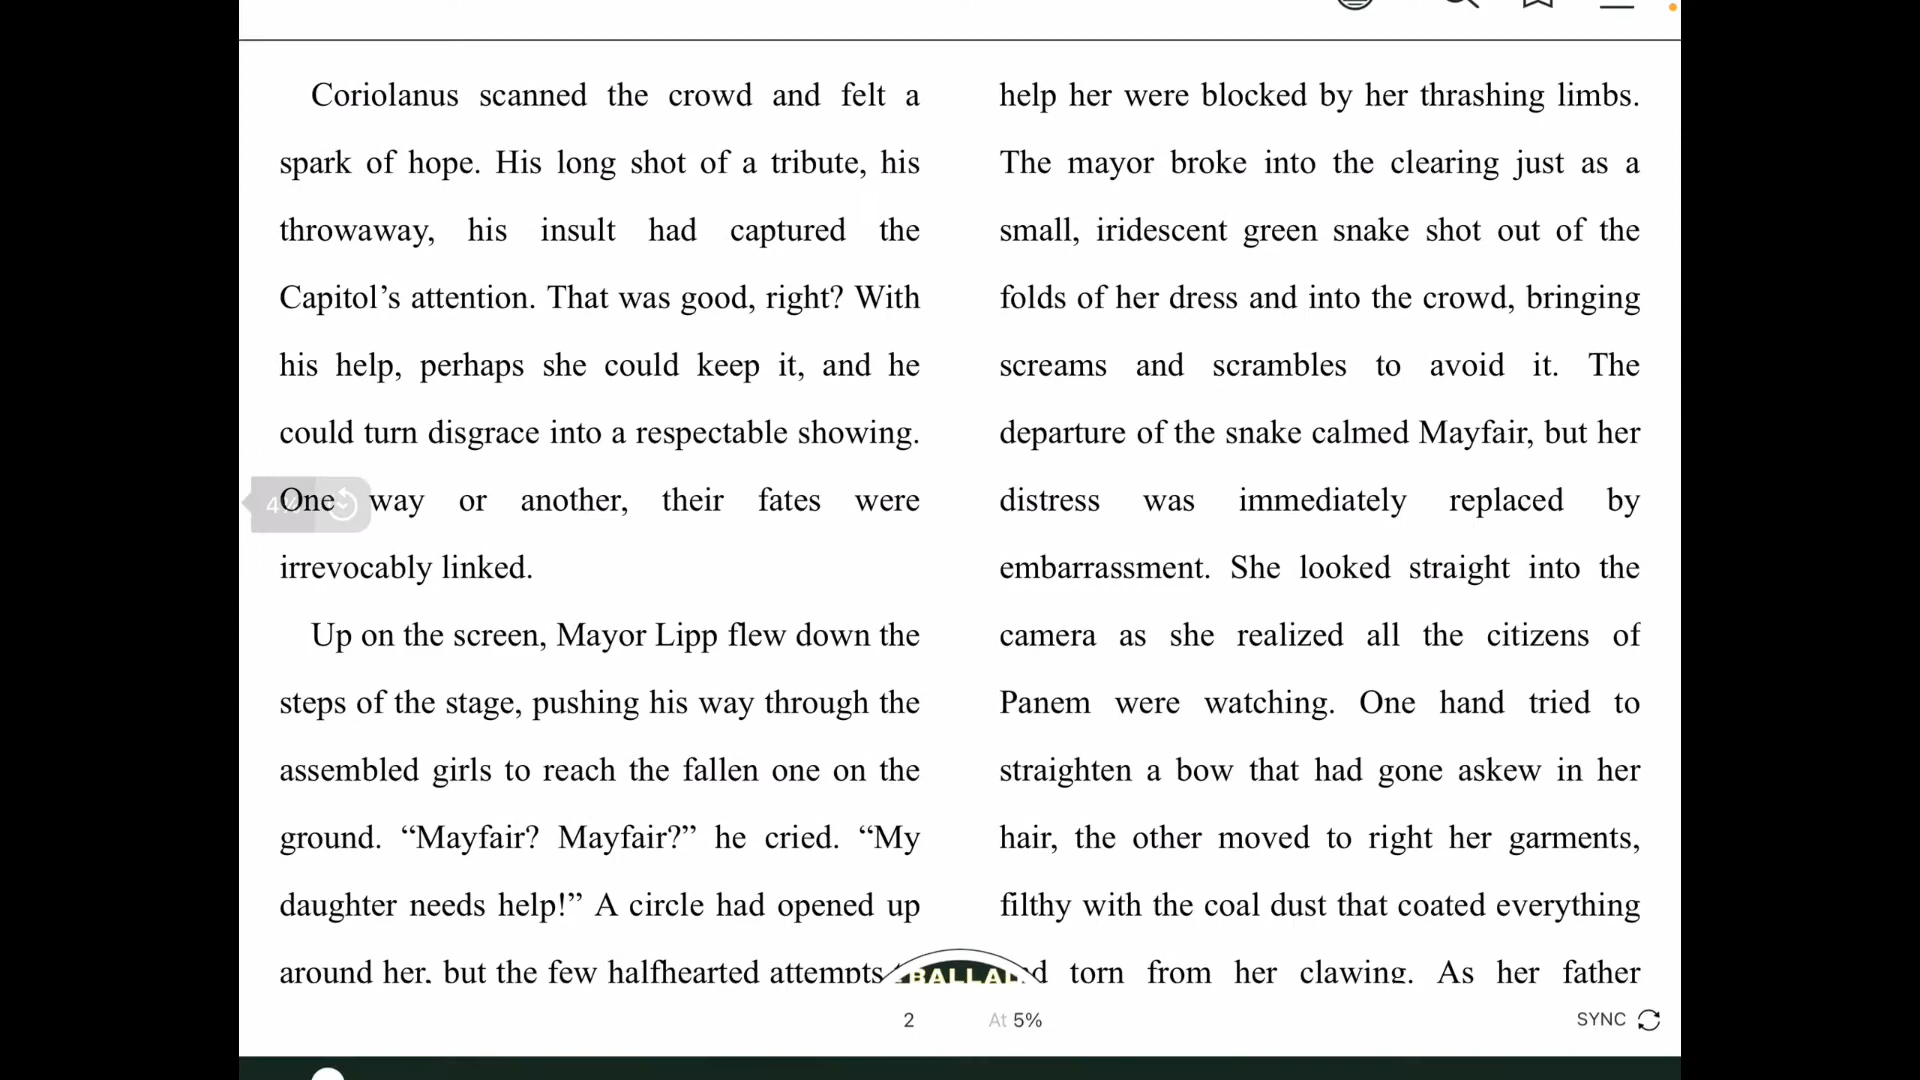 Coriolanus scanned the crowd and felt a
spark of hope. His long shot of a tribute, his
throwaway, his insult had captured the
Capitol’s attention. That was good, right? With
his help, perhaps she could keep it, and he
could turn disgrace into a respectable showing.
One way or another, their fates were
irrevocably linked.
Up on the screen, Mayor Lipp flew down the
steps of the stage, pushing his way through the
assembled girls to reach the fallen one on the
ground. “Mayfair? Mayfair?” he cried. “My
daughter needs help!” A circle had opened up
around her, but the few halfhearted attempts
help her were blocked by her thrashing limbs.
The mayor broke into the clearing just as a
small, iridescent green snake shot out of the
folds of her dress and into the crowd, bringing
screams and scrambles to avoid it. The
departure of the snake calmed Mayfair, but her
distress was immediately replaced by
embarrassment. She looked straight into the
camera as she realized all the citizens of
Panem were watching. One hand tried to
straighten a bow that had gone askew in her
hair, the other moved to right her garments,
filthy with the coal dust that coated everything
torn from her clawing. As her father
2 At 5%
SYNC